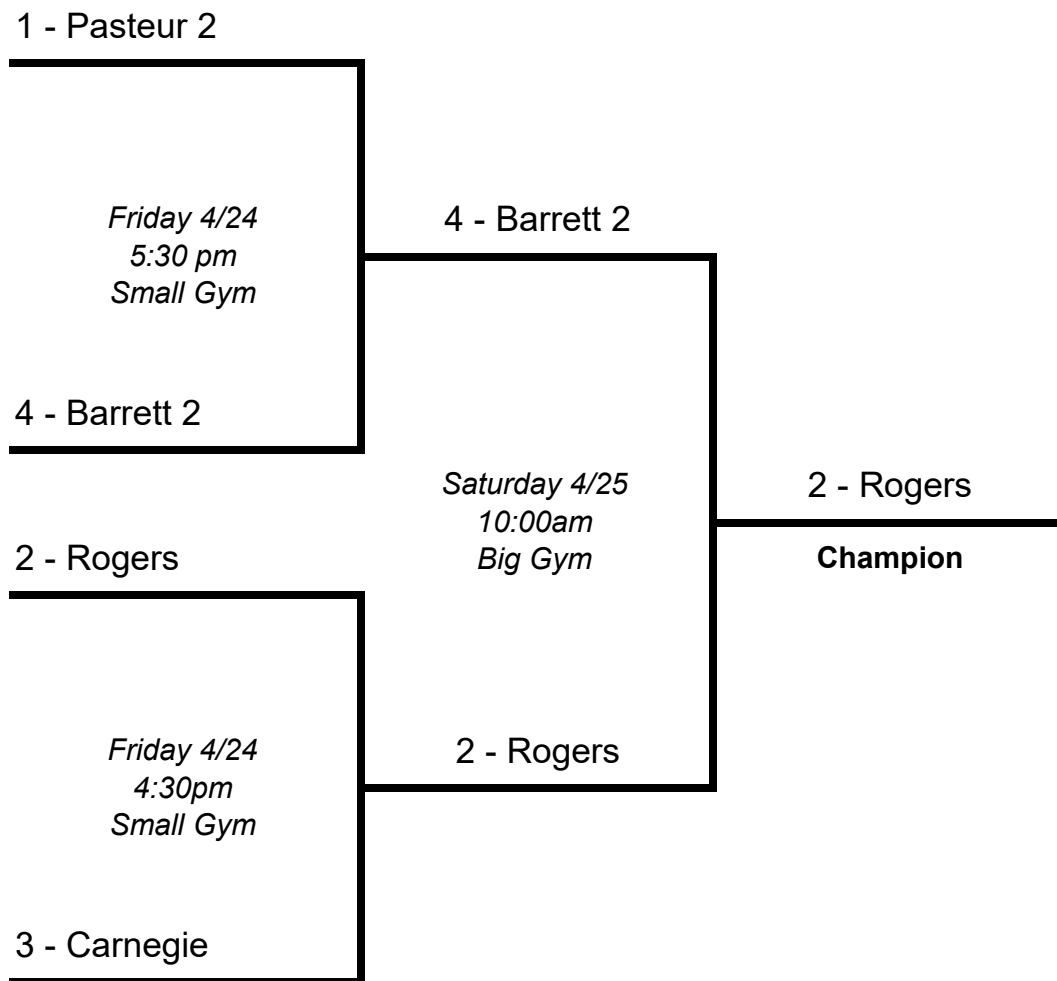 1 - Pasteur 2
Friday 4/24
5:30 pm
Small Gym
4 - Barrett 2
4 - Barrett 2
2 - Rogers
Saturday 4/25
10:00am
Big Gym
2 - Rogers
Champion
Friday 4/24
4:30pm
Small Gym
2 - Rogers
3 - Carnegie